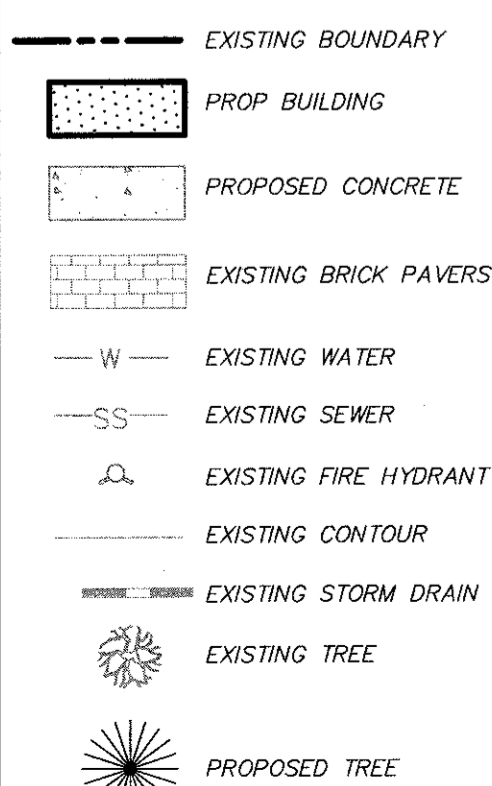 EXISTING BOUNDARY
PROP BUILDING
PROPOSED CONCRETE
EXISTING BRICK PAVERS
W EXISTING WATER
SS EXISTING SEWER
EXISTING FIRE HYDRANT
EXISTING CONTOUR
EXISTING STORM DRAIN
EXISTING TREE
PROPOSED TREE